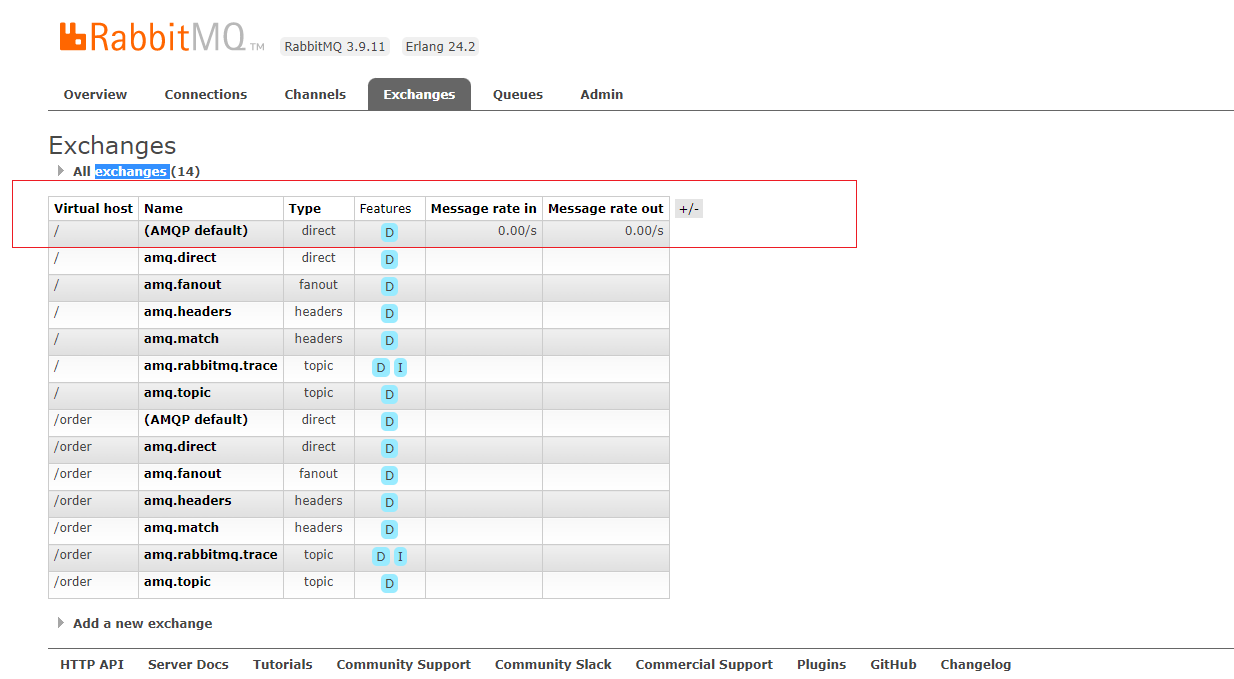 RabbitMQ TM RabbitMQ 3.9.11 Erlang 24.2
Overview Connections Channels Exchanges Queues Admin
Exchanges
All exchanges (14)
Virtual host Name Type Features Message rate in Message rate out +/-
/ (AMQP default) direct D 0.00/s 0.00/s
/ amq.direct direct D
/ amq.fanout fanout D
/ amq.headers headers D
/ amq.match headers D
/ amq.rabbitmq.trace topic D I
/ amq.topic topic D
/order (AMQP default) direct D
/order amq.direct direct D
/order amq.fanout fanout D
/order amq.headers headers D
/order amq.match headers D
/order amq.rabbitmq.trace topic D I
/order amq.topic topic D
Add a new exchange
HTTP API Server Docs Tutorials Community Support Community Slack Commercial Support Plugins GitHub Changelog